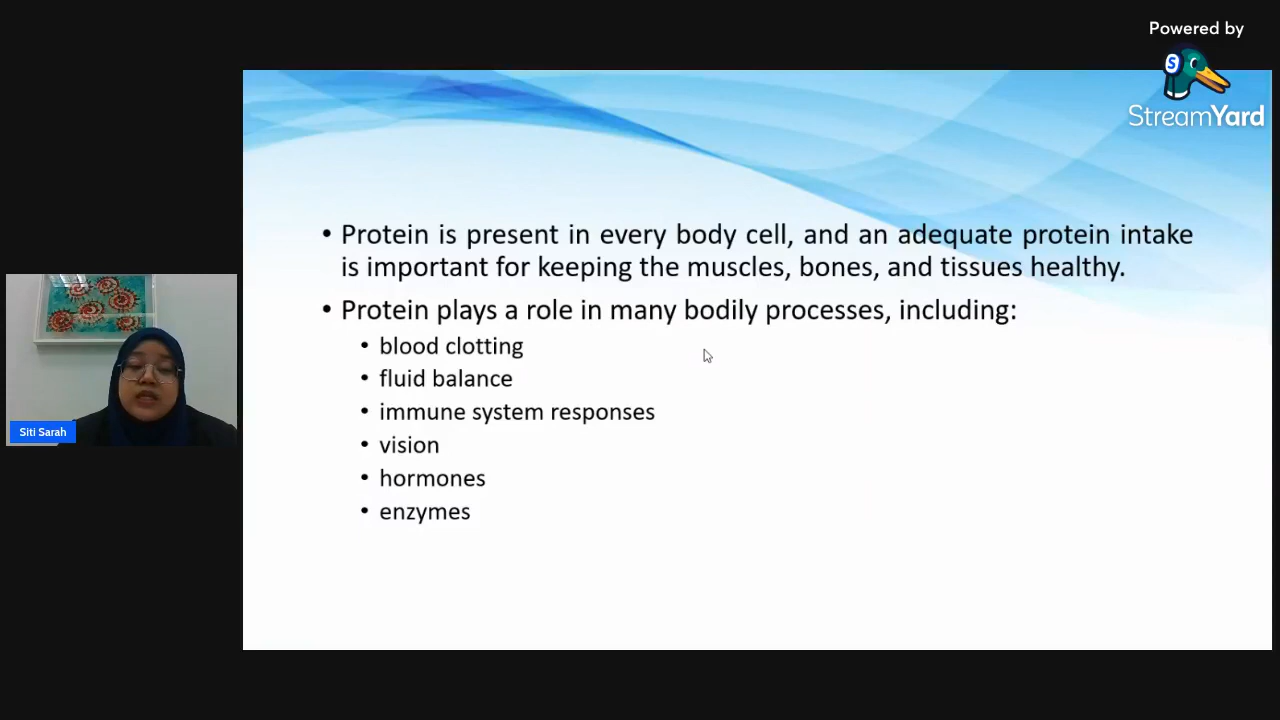 Powered by
StreamYard
• Protein is present in every body cell, and an adequate protein intake
is important for keeping the muscles, bones, and tissues healthy.
• Protein plays a role in many bodily processes, including:
• blood clotting
• fluid balance
• immune system responses
• vision
• hormones
• enzymes
Siti Sarah